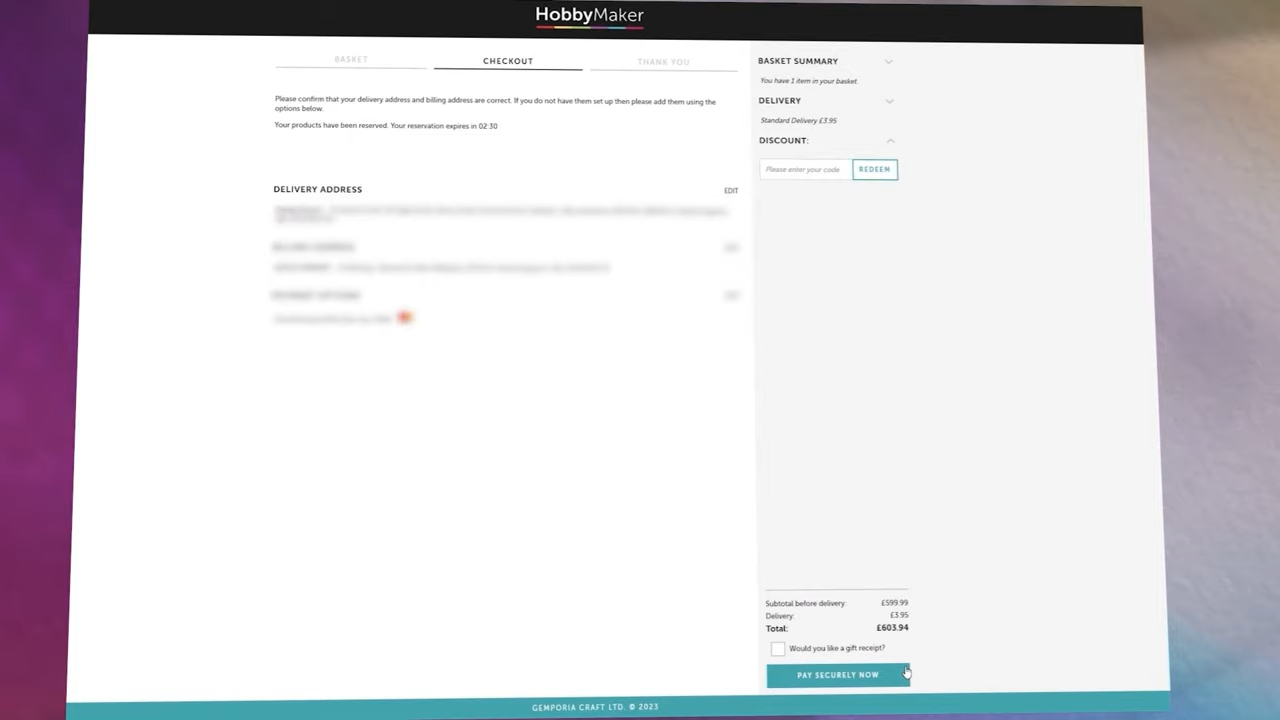 HobbyMaker
BASKET
CHECKOUT
THANK YOU
Please confirm that your delivery address and billing address are correct. If you do not have them set up then please add them using the
options below.
Your products have been reserved. Your reservation expires in 02:30
DELIVERY ADDRESS
EDIT
BASKET SUMMARY
You have 1 item in your basket.
DELIVERY
Standard Delivery £3.95
DISCOUNT:
Please enter your code
REDEEM
Subtotal before delivery: £599.99
Delivery: £3.95
Total: £603.94
Would you like a gift receipt?
PAY SECURELY NOW
GEMPORIA CRAFT LTD. © 2023